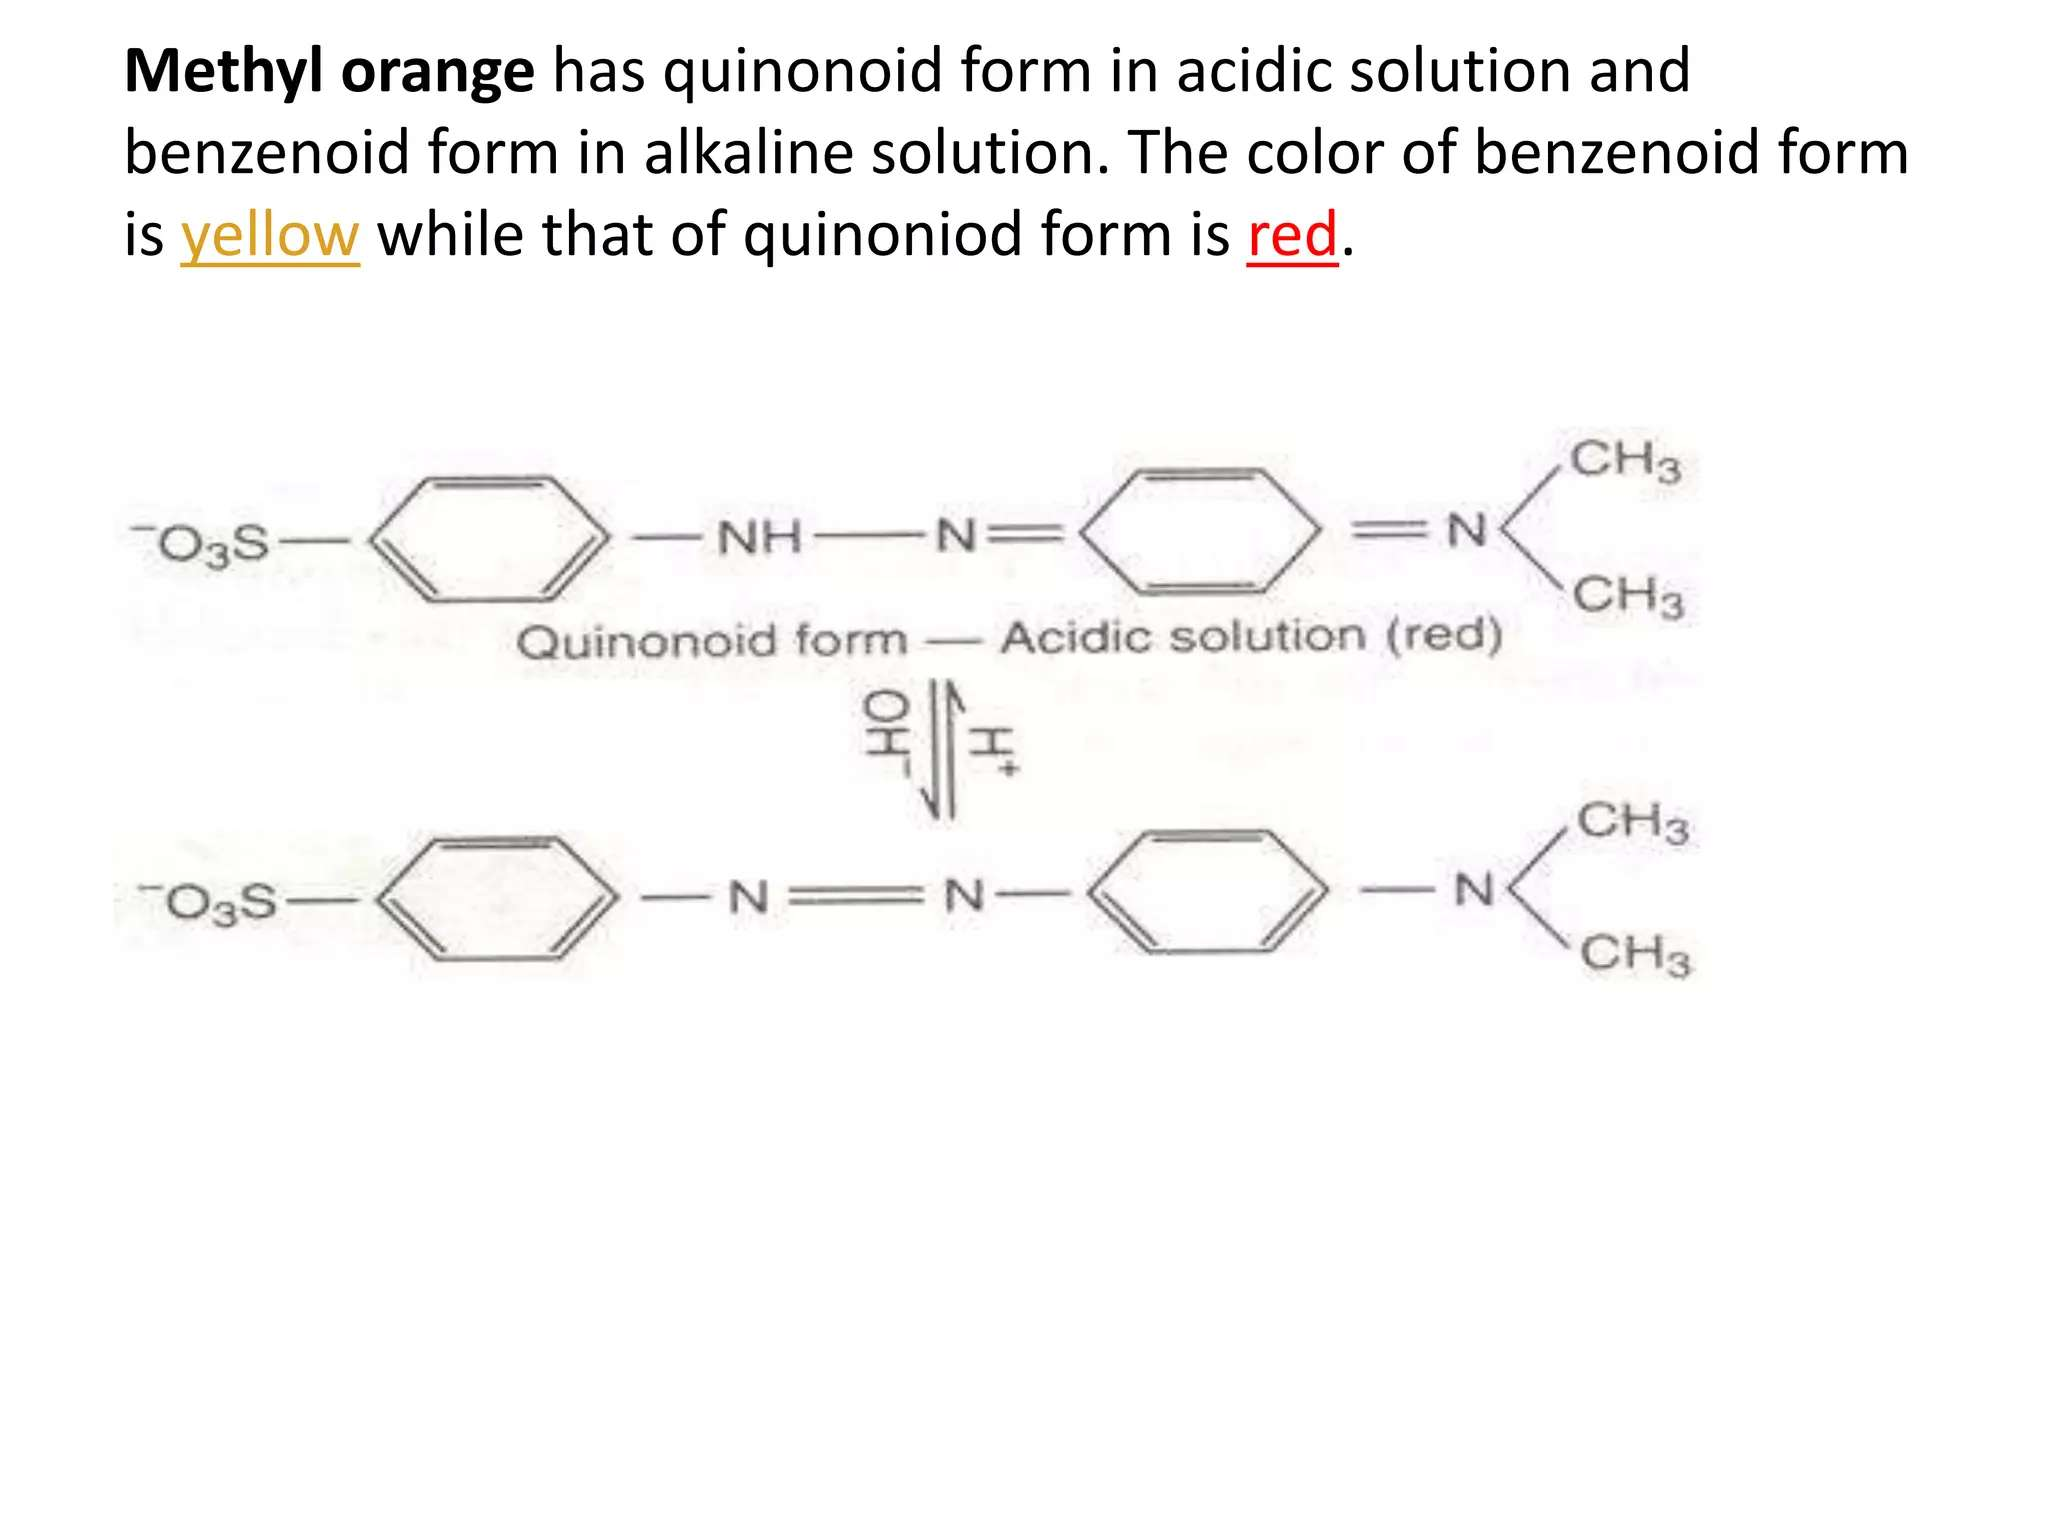 Methyl orange has quinonoid form in acidic solution and
benzenoid form in alkaline solution. The color of benzenoid form
is yellow while that of quinoniod form is red.
CH₃
⁻O₃S NH N N
CH₃
Quinonoid form — Acidic solution (red)
OH⁻ H⁺
CH₃
⁻O₃S N N N
CH₃